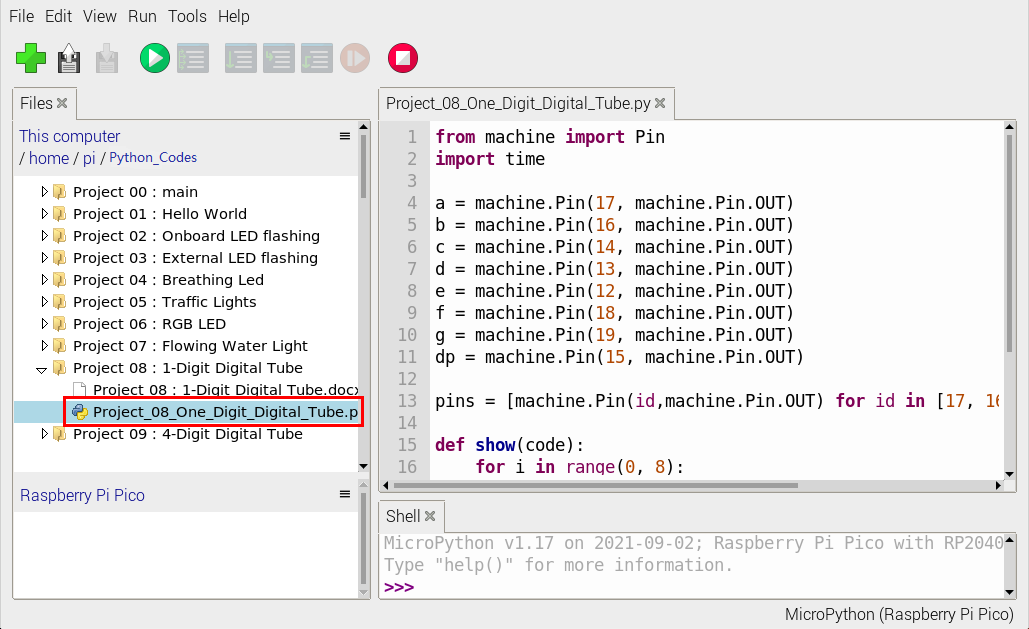 File Edit View Run Tools Help
Files
This computer
/ home / pi / Python_Codes
Project 00 : main
Project 01 : Hello World
Project 02 : Onboard LED flashing
Project 03 : External LED flashing
Project 04 : Breathing Led
Project 05 : Traffic Lights
Project 06 : RGB LED
Project 07 : Flowing Water Light
Project 08 : 1-Digit Digital Tube
Project 08 : 1-Digit Digital Tube.docx
Project_08_One_Digit_Digital_Tube.p
Project 09 : 4-Digit Digital Tube
Raspberry Pi Pico
Project_08_One_Digit_Digital_Tube.py
1 from machine import Pin
2 import time
3
4 a = machine.Pin(17, machine.Pin.OUT)
5 b = machine.Pin(16, machine.Pin.OUT)
6 c = machine.Pin(14, machine.Pin.OUT)
7 d = machine.Pin(13, machine.Pin.OUT)
8 e = machine.Pin(12, machine.Pin.OUT)
9 f = machine.Pin(18, machine.Pin.OUT)
10 g = machine.Pin(19, machine.Pin.OUT)
11 dp = machine.Pin(15, machine.Pin.OUT)
12
13 pins = [machine.Pin(id,machine.Pin.OUT) for id in [17, 16
14
15 def show(code):
16 for i in range(0, 8):
Shell
MicroPython v1.17 on 2021-09-02; Raspberry Pi Pico with RP2040
Type "help()" for more information.
>>>
MicroPython (Raspberry Pi Pico)